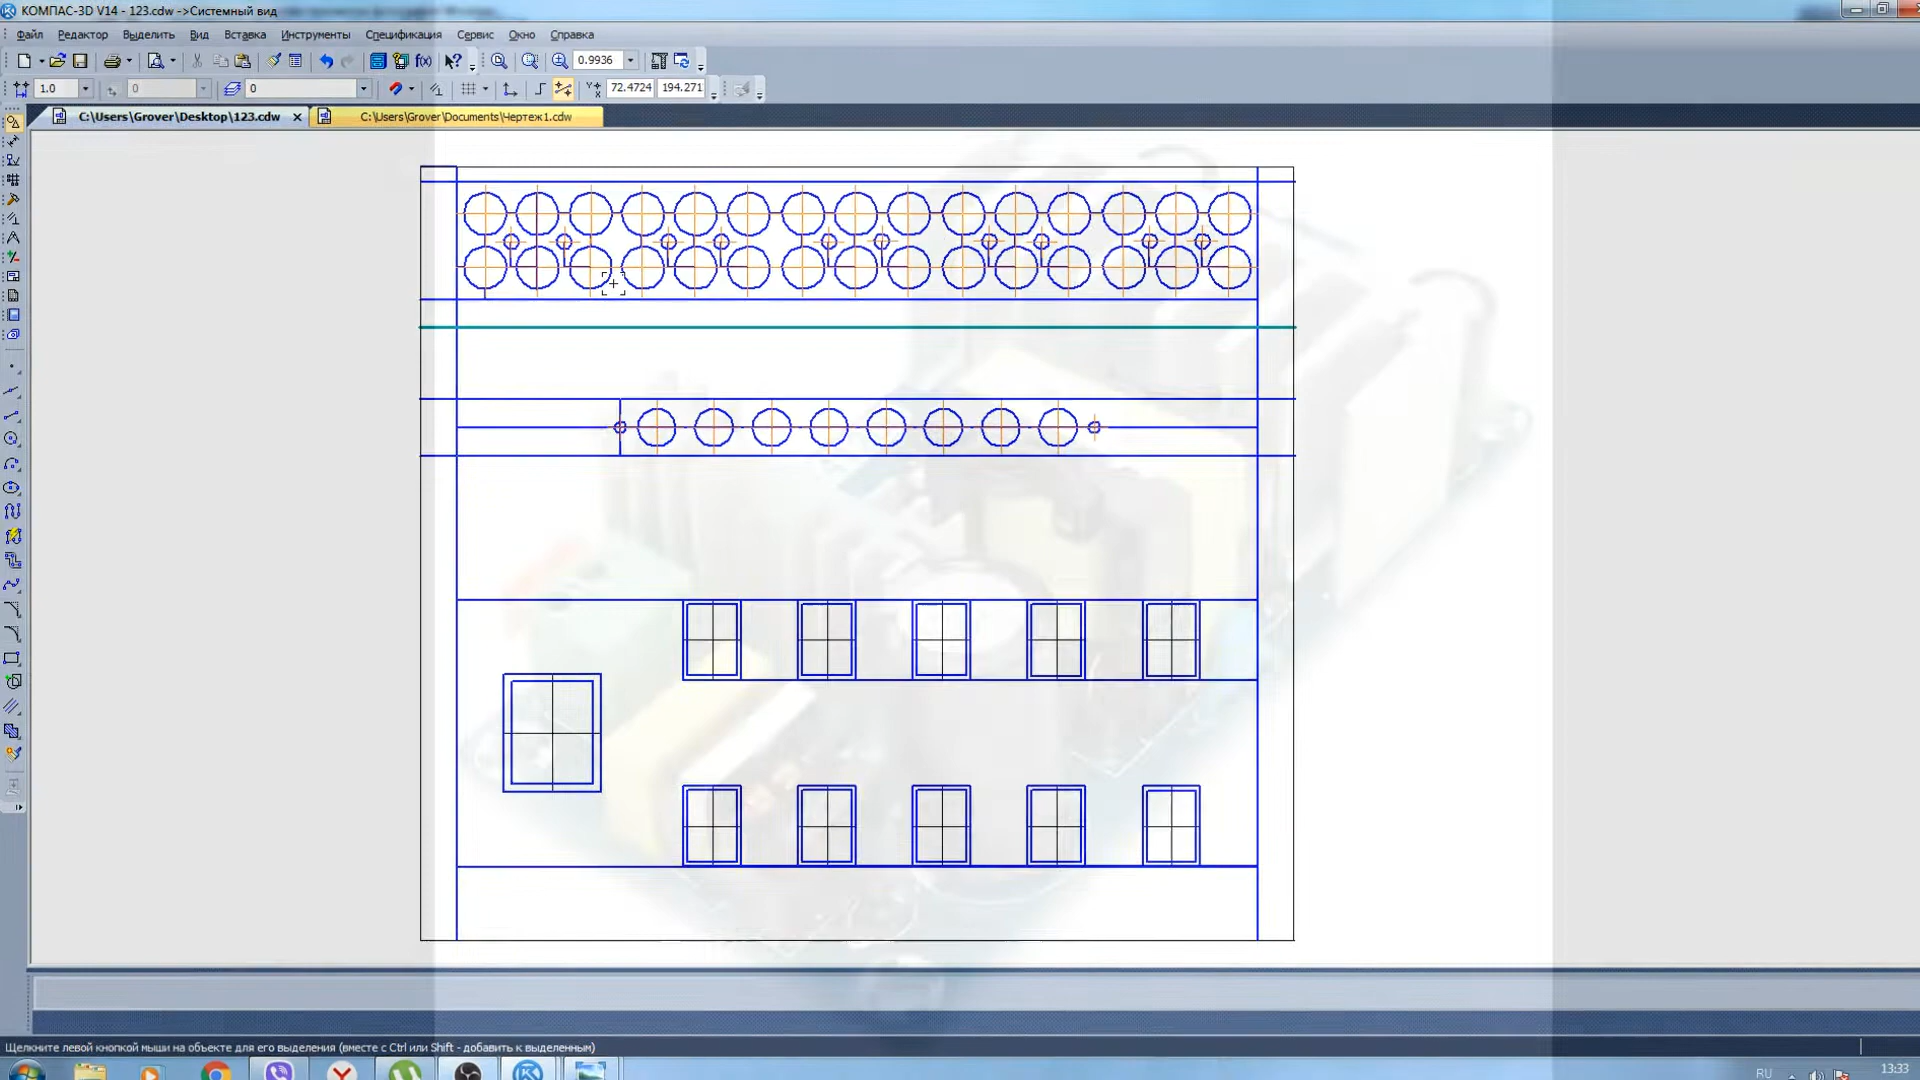 КОМПАС-3D V14 - 123.cdw ->Системный вид
Файл Редактор Выделить Вид Вставка Инструменты Спецификация Сервис Окно Справка
f(x) 0.9936
1.0 0 0 72.4724 194.271
C:\Users\Grover\Desktop\123.cdw C:\Users\Grover\Documents\Чертеж1.cdw
Щелкните левой кнопкой мыши на объекте для его выделения (вместе с Ctrl или Shift - добавить к выделенным)
RU 13:33